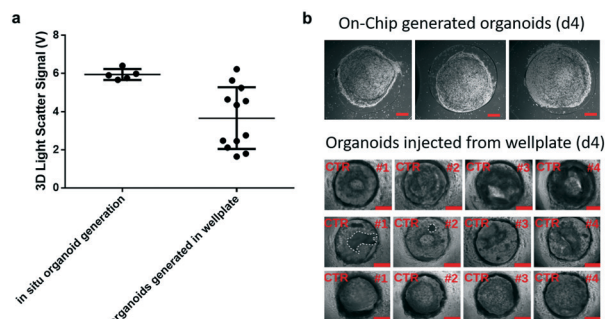 a
3D Light Scatter Signal (V)
8
6
4
2
0
in situ organoid generation
organoids generated in wellplate
b
On-Chip generated organoids (d4)
Organoids injected from wellplate (d4)
CTR #1 CTR #2 CTR #3 CTR #4
CTR #1 CTR #2 CTR #3 CTR #4
CTR #1 CTR #2 CTR #3 CTR #4